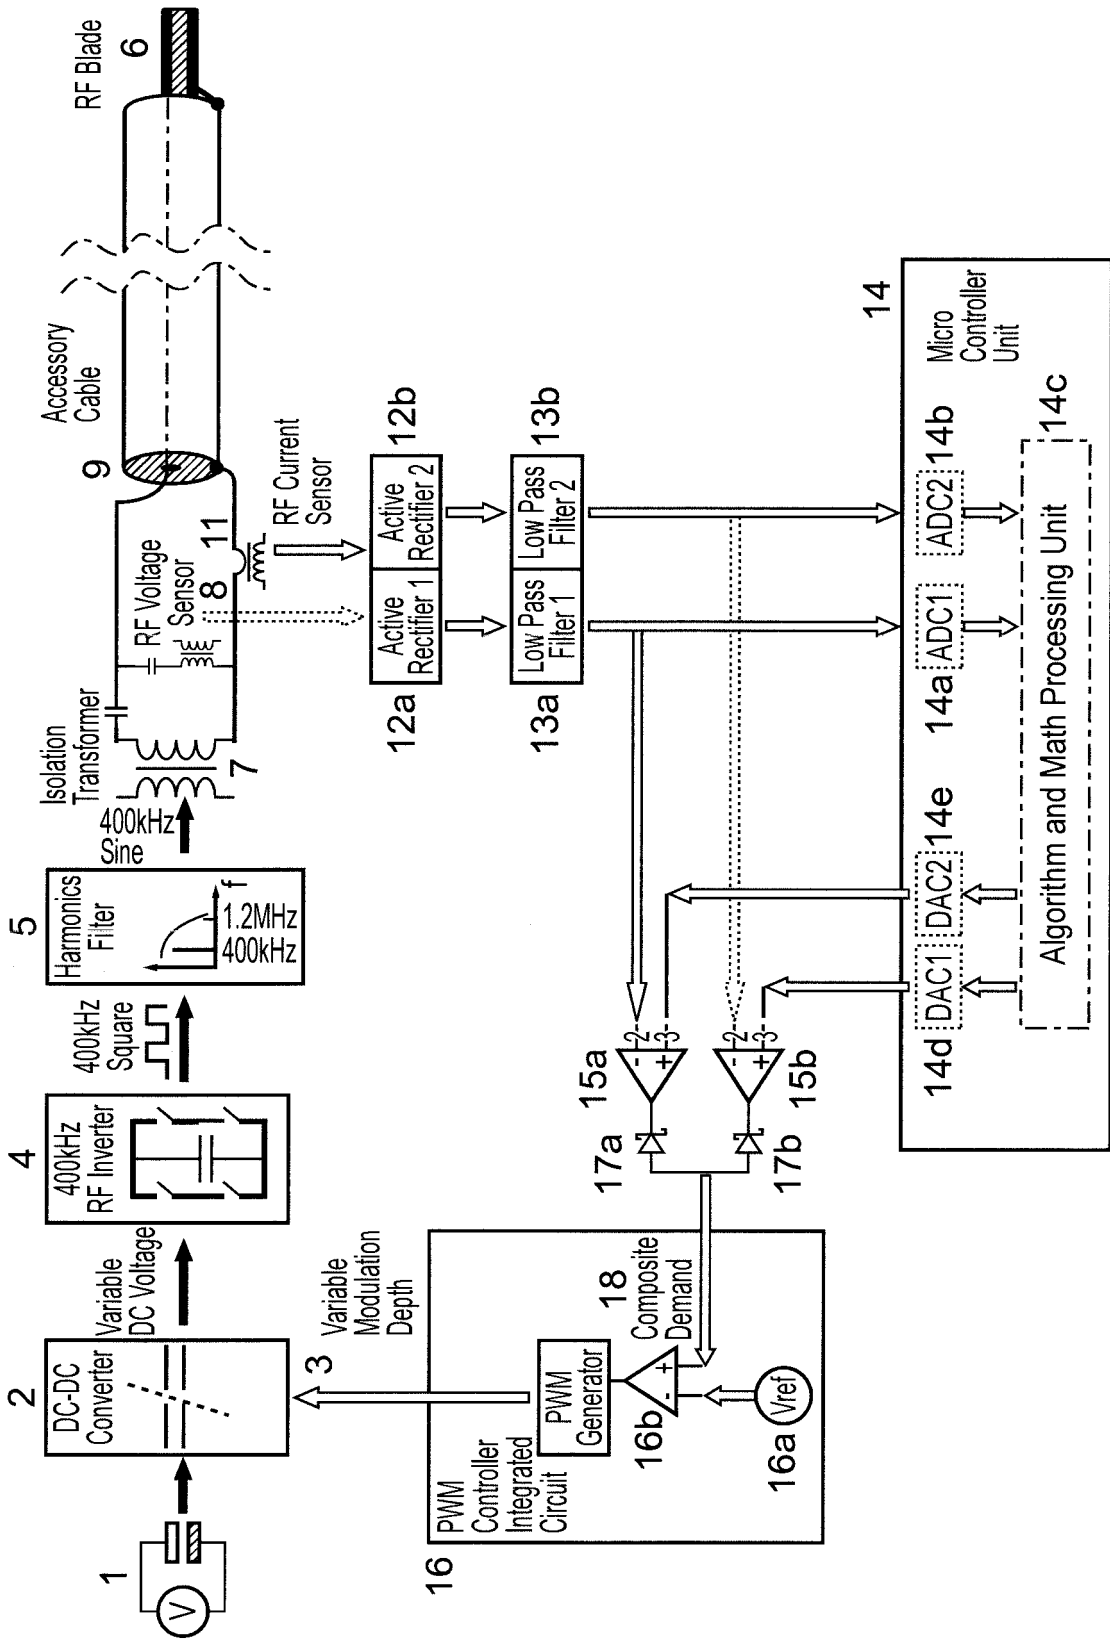 1
V
2
DC-DC
Converter
Variable
DC Voltage
4
400kHz
RF Inverter
400kHz
Square
5
Harmonics
Filter
f
1.2MHz
400kHz
400kHz
Sine
Isolation
Transformer
7
RF Voltage
Sensor
8
11
RF Current
Sensor
9
Accessory
Cable
RF Blade
6
3
Variable
Modulation
Depth
12a
Active
Rectifier 1
Active
Rectifier 2
12b
13a
Low Pass
Filter 1
Low Pass
Filter 2
13b
16
PWM
Controller
Integrated
Circuit
PWM
Generator
16b
- +
18
Composite
Demand
16a
Vref
17a
15a
- 2
+ 3
17b
15b
- 2
+ 3
14
Micro
Controller
Unit
14d
DAC1
DAC2
14e
14a
ADC1
ADC2
14b
14c
Algorithm and Math Processing Unit